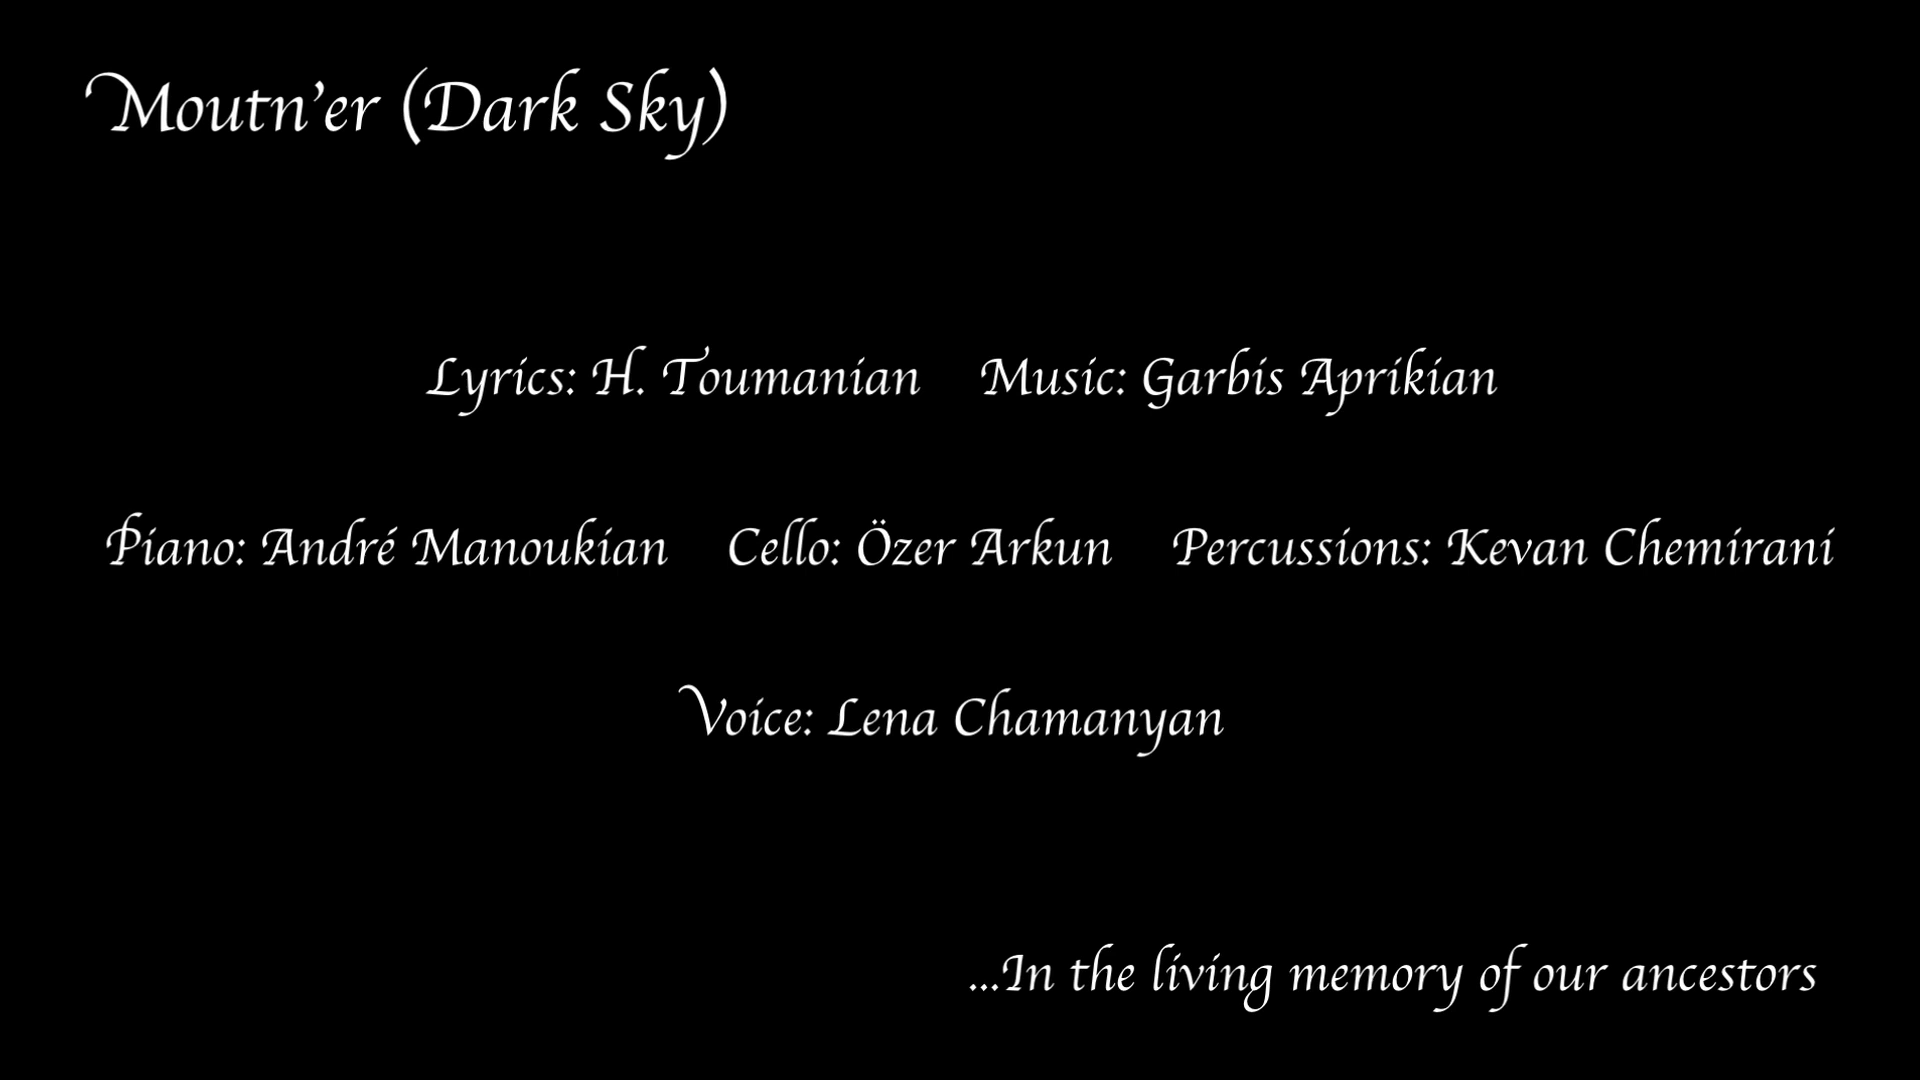 Moutn’er (Dark Sky)
Lyrics: H. Toumanian Music: Garbis Aprikian
Piano: André Manoukian Cello: Özer Arkun Percussions: Kevan Chemirani
Voice: Lena Chamanyan
...In the living memory of our ancestors